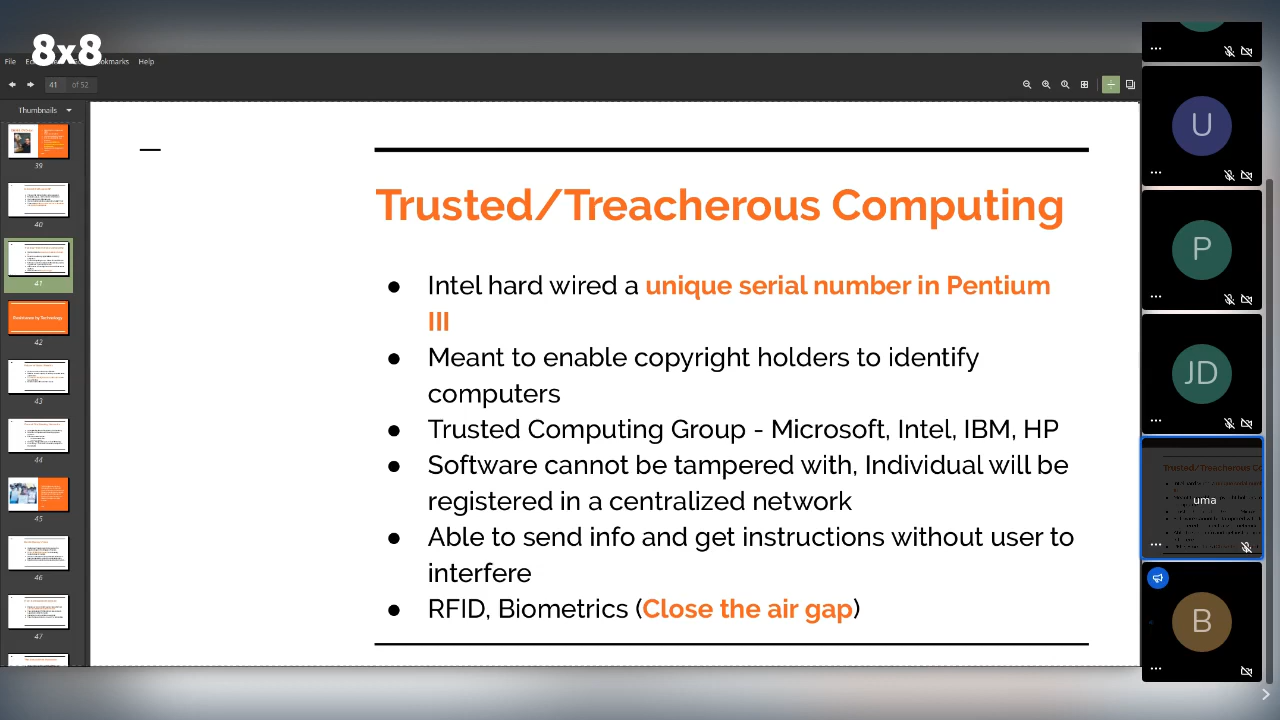 8x8
File
Help
41 of 52
Thumbnails
39
40
41
42
43
44
45
46
47
Trusted/Treacherous Computing
● Intel hard wired a unique serial number in Pentium
III
● Meant to enable copyright holders to identify
computers
● Trusted Computing Group - Microsoft, Intel, IBM, HP
● Software cannot be tampered with, Individual will be
registered in a centralized network
● Able to send info and get instructions without user to
interfere
● RFID, Biometrics (Close the air gap)
U
P
JD
uma
B